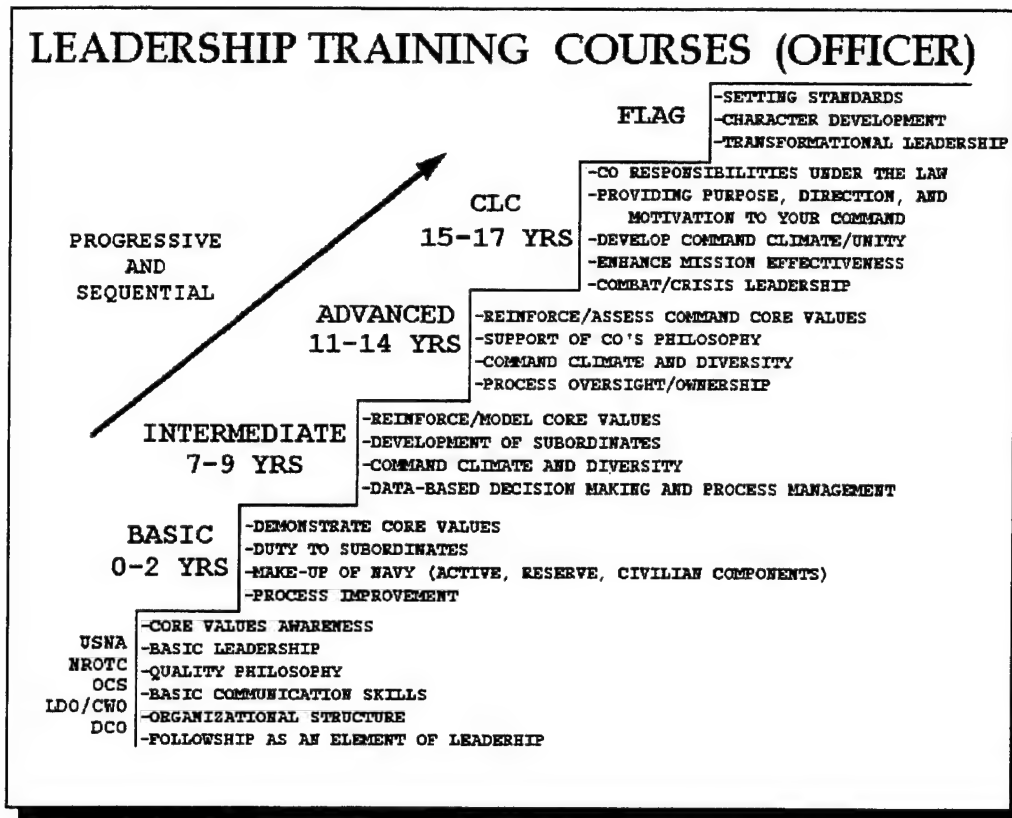 LEADERSHIP TRAINING COURSES (OFFICER)
FLAG
-SETTING STANDARDS
-CHARACTER DEVELOPMENT
-TRANSFORMATIONAL LEADERSHIP
CLC
15-17 YRS
-CO RESPONSIBILITIES UNDER THE LAW
-PROVIDING PURPOSE, DIRECTION, AND
MOTIVATION TO YOUR COMMAND
-DEVELOP COMMAND CLIMATE/UNITY
-ENHANCE MISSION EFFECTIVENESS
-COMBAT/CRISIS LEADERSHIP
PROGRESSIVE
AND
SEQUENTIAL
ADVANCED
11-14 YRS
-REINFORCE/ASSESS COMMAND CORE VALUES
-SUPPORT OF CO'S PHILOSOPHY
-COMMAND CLIMATE AND DIVERSITY
-PROCESS OVERSIGHT/OWNERSHIP
INTERMEDIATE
7-9 YRS
-REINFORCE/MODEL CORE VALUES
-DEVELOPMENT OF SUBORDINATES
-COMMAND CLIMATE AND DIVERSITY
-DATA-BASED DECISION MAKING AND PROCESS MANAGEMENT
BASIC
0-2 YRS
-DEMONSTRATE CORE VALUES
-DUTY TO SUBORDINATES
-MAKE-UP OF NAVY (ACTIVE, RESERVE, CIVILIAN COMPONENTS)
-PROCESS IMPROVEMENT
USNA
NROTC
OCS
LDO/CWO
DCO
-CORE VALUES AWARENESS
-BASIC LEADERSHIP
-QUALITY PHILOSOPHY
-BASIC COMMUNICATION SKILLS
-ORGANIZATIONAL STRUCTURE
-FOLLOWSHIP AS AN ELEMENT OF LEADERHIP